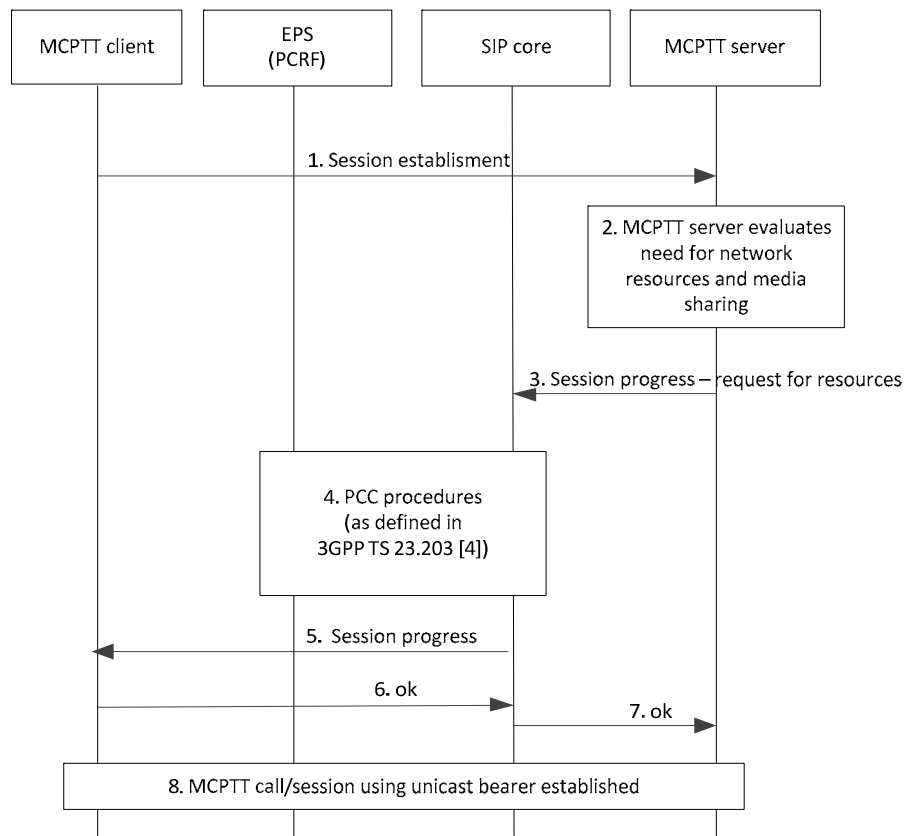 MCPTT client
EPS
(PCRF)
SIP core
MCPTT server
1. Session establisment
2. MCPTT server evaluates
need for network
resources and media
sharing
3. Session progress – request for resources
4. PCC procedures
(as defined in
3GPP TS 23.203 [4])
5. Session progress
6. ok
7. ok
8. MCPTT call/session using unicast bearer established